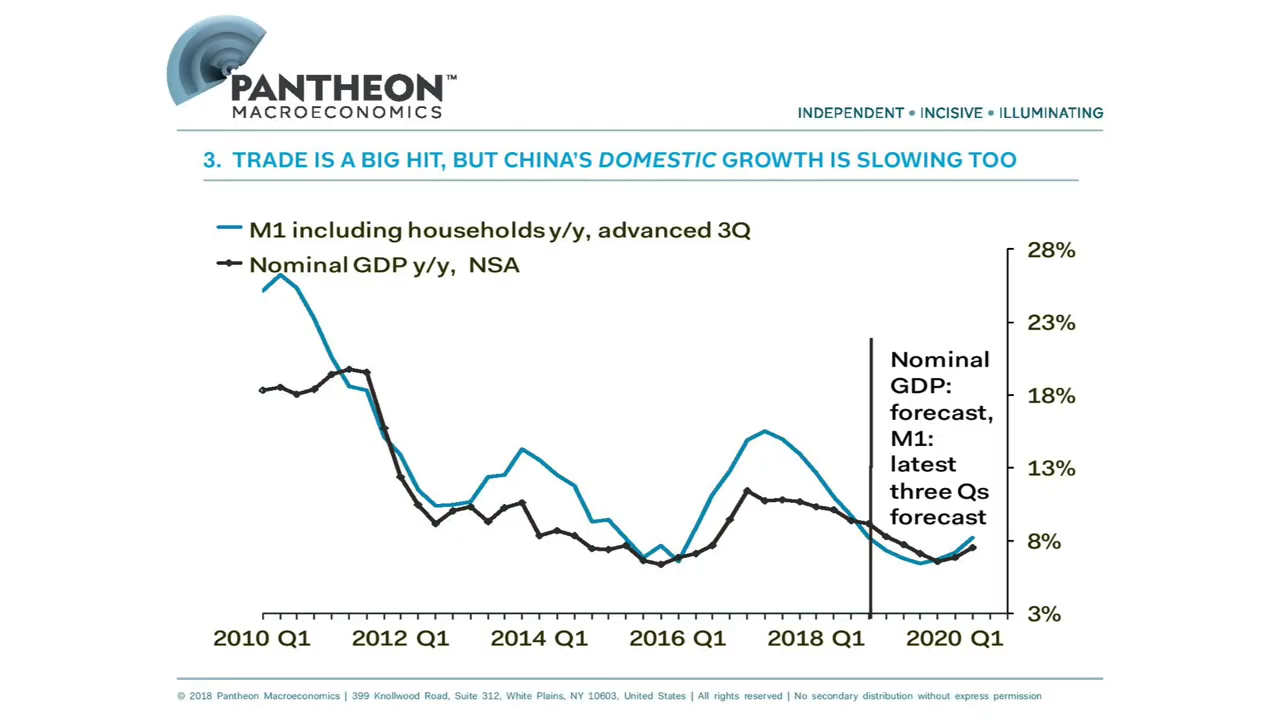 PANTHEON™
MACROECONOMICS
INDEPENDENT • INCISIVE • ILLUMINATING
3. TRADE IS A BIG HIT, BUT CHINA'S DOMESTIC GROWTH IS SLOWING TOO
M1 including households y/y, advanced 3Q
Nominal GDP y/y, NSA
28%
23%
18%
13%
8%
3%
Nominal
GDP:
forecast,
M1:
latest
three Qs
forecast
2010 Q1 2012 Q1 2014 Q1 2016 Q1 2018 Q1 2020 Q1
© 2018 Pantheon Macroeconomics | 399 Knollwood Road, Suite 312, White Plains, NY 10603, United States | All rights reserved | No secondary distribution without express permission